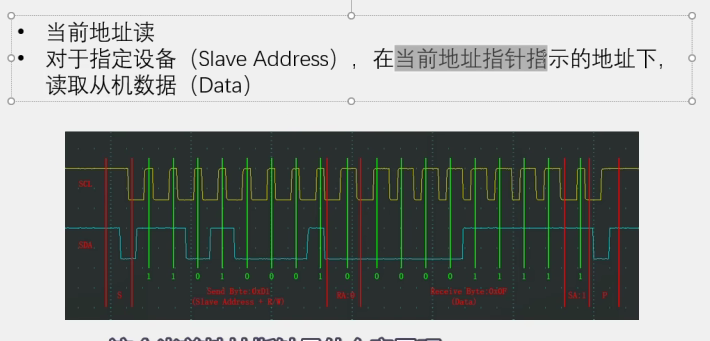 当前地址读
对于指定设备（Slave Address），在当前地址指针指示的地址下，
读取从机数据（Data）
SCL
SDA
1 1 0 1 0 0 0 1 0 0 0 0 0 1 1 1 1 1
S
Send Byte:0xD1
RA:0
Receive Byte:0x0F
SA:1
P
(Slave Address + R/W)
(Data)